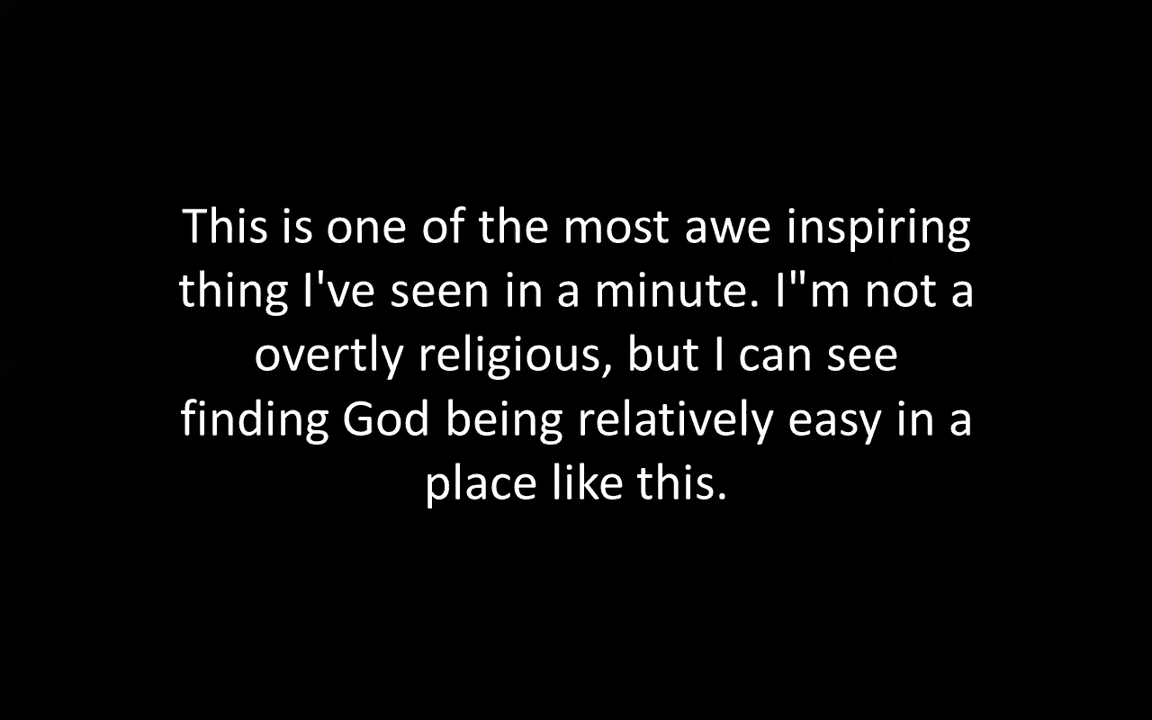 This is one of the most awe inspiring
thing I've seen in a minute. I"m not a
overtly religious, but I can see
finding God being relatively easy in a
place like this.